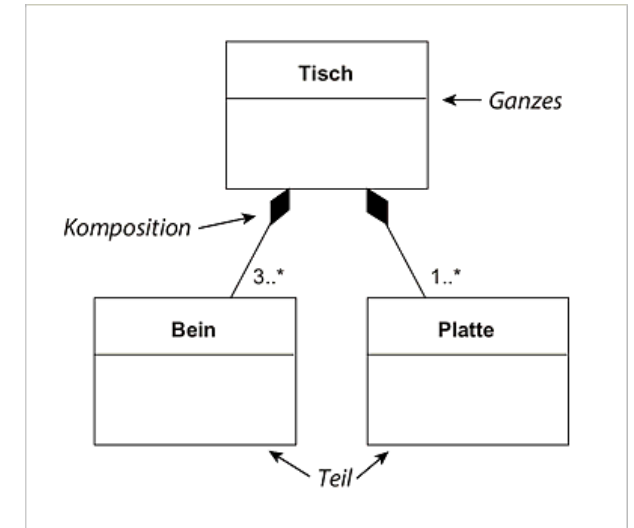 Tisch
Ganzes
Komposition
3..*
1..*
Bein
Platte
Teil